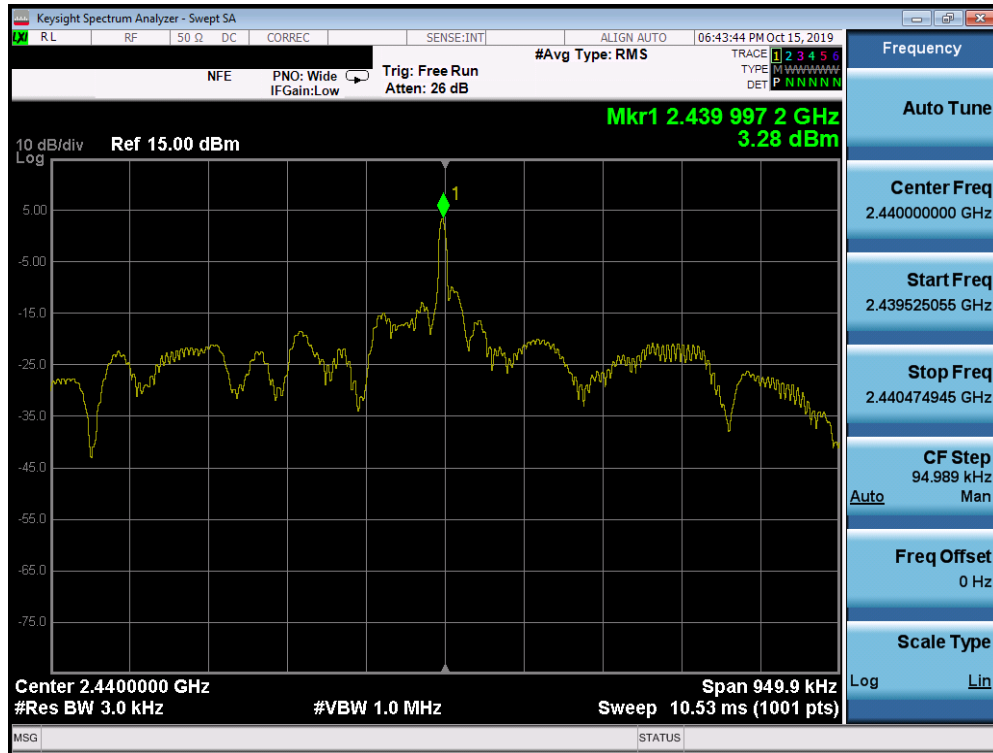 Keysight Spectrum Analyzer - Swept SA
LXI RL RF 50 Ω DC CORREC SENSE:INT ALIGN AUTO 06:43:44 PM Oct 15, 2019
#Avg Type: RMS TRACE 1 2 3 4 5 6
NFE PNO: Wide Trig: Free Run TYPE M W W W W W
IFGain:Low Atten: 26 dB DET P N N N N N
Mkr1 2.439 997 2 GHz
10 dB/div Ref 15.00 dBm 3.28 dBm
Log
1
5.00
-5.00
-15.0
-25.0
-35.0
-45.0
-55.0
-65.0
-75.0
Center 2.4400000 GHz Span 949.9 kHz
#Res BW 3.0 kHz #VBW 1.0 MHz Sweep 10.53 ms (1001 pts)
MSG STATUS
Frequency
Auto Tune
Center Freq
2.440000000 GHz
Start Freq
2.439525055 GHz
Stop Freq
2.440474945 GHz
CF Step
94.989 kHz
Auto Man
Freq Offset
0 Hz
Scale Type
Log Lin